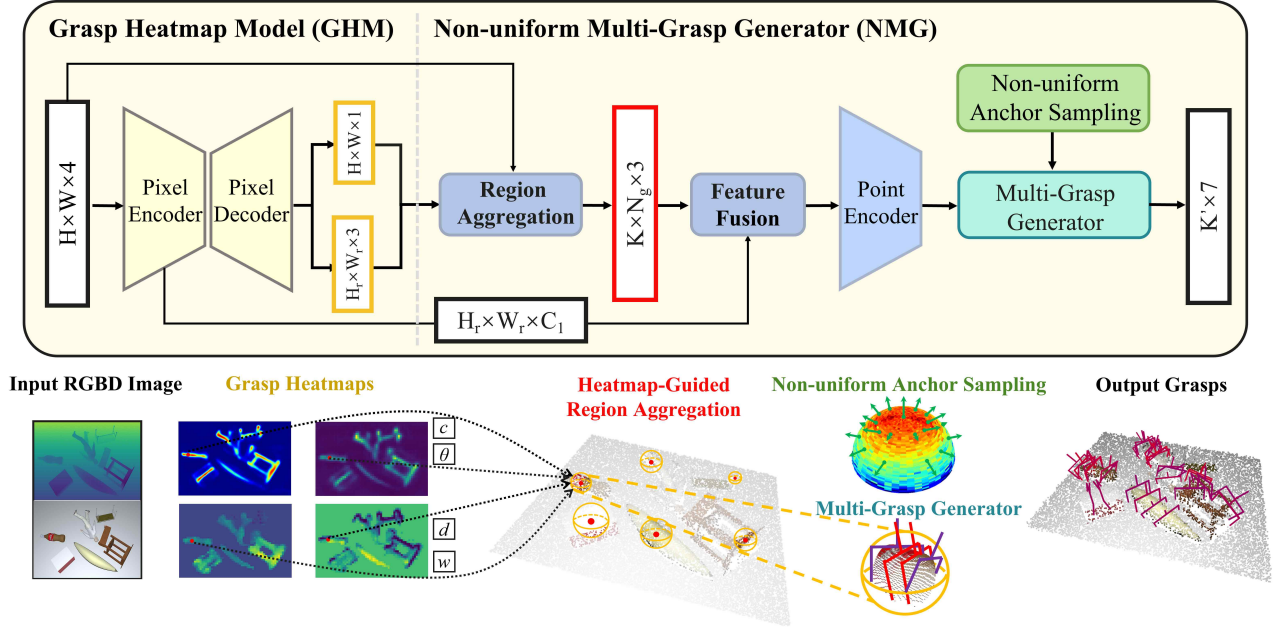 Grasp Heatmap Model (GHM)
Non-uniform Multi-Grasp Generator (NMG)
H×W×4
Pixel
Encoder
Pixel
Decoder
H×W×1
Hᵣ×Wᵣ×3
Region
Aggregation
K×N_g×3
Feature
Fusion
Point
Encoder
Non-uniform
Anchor Sampling
Multi-Grasp
Generator
K'×7
Hᵣ×Wᵣ×C₁
Input RGBD Image
Grasp Heatmaps
Heatmap-Guided
Region Aggregation
Non-uniform Anchor Sampling
Output Grasps
c
θ
d
w
Multi-Grasp Generator